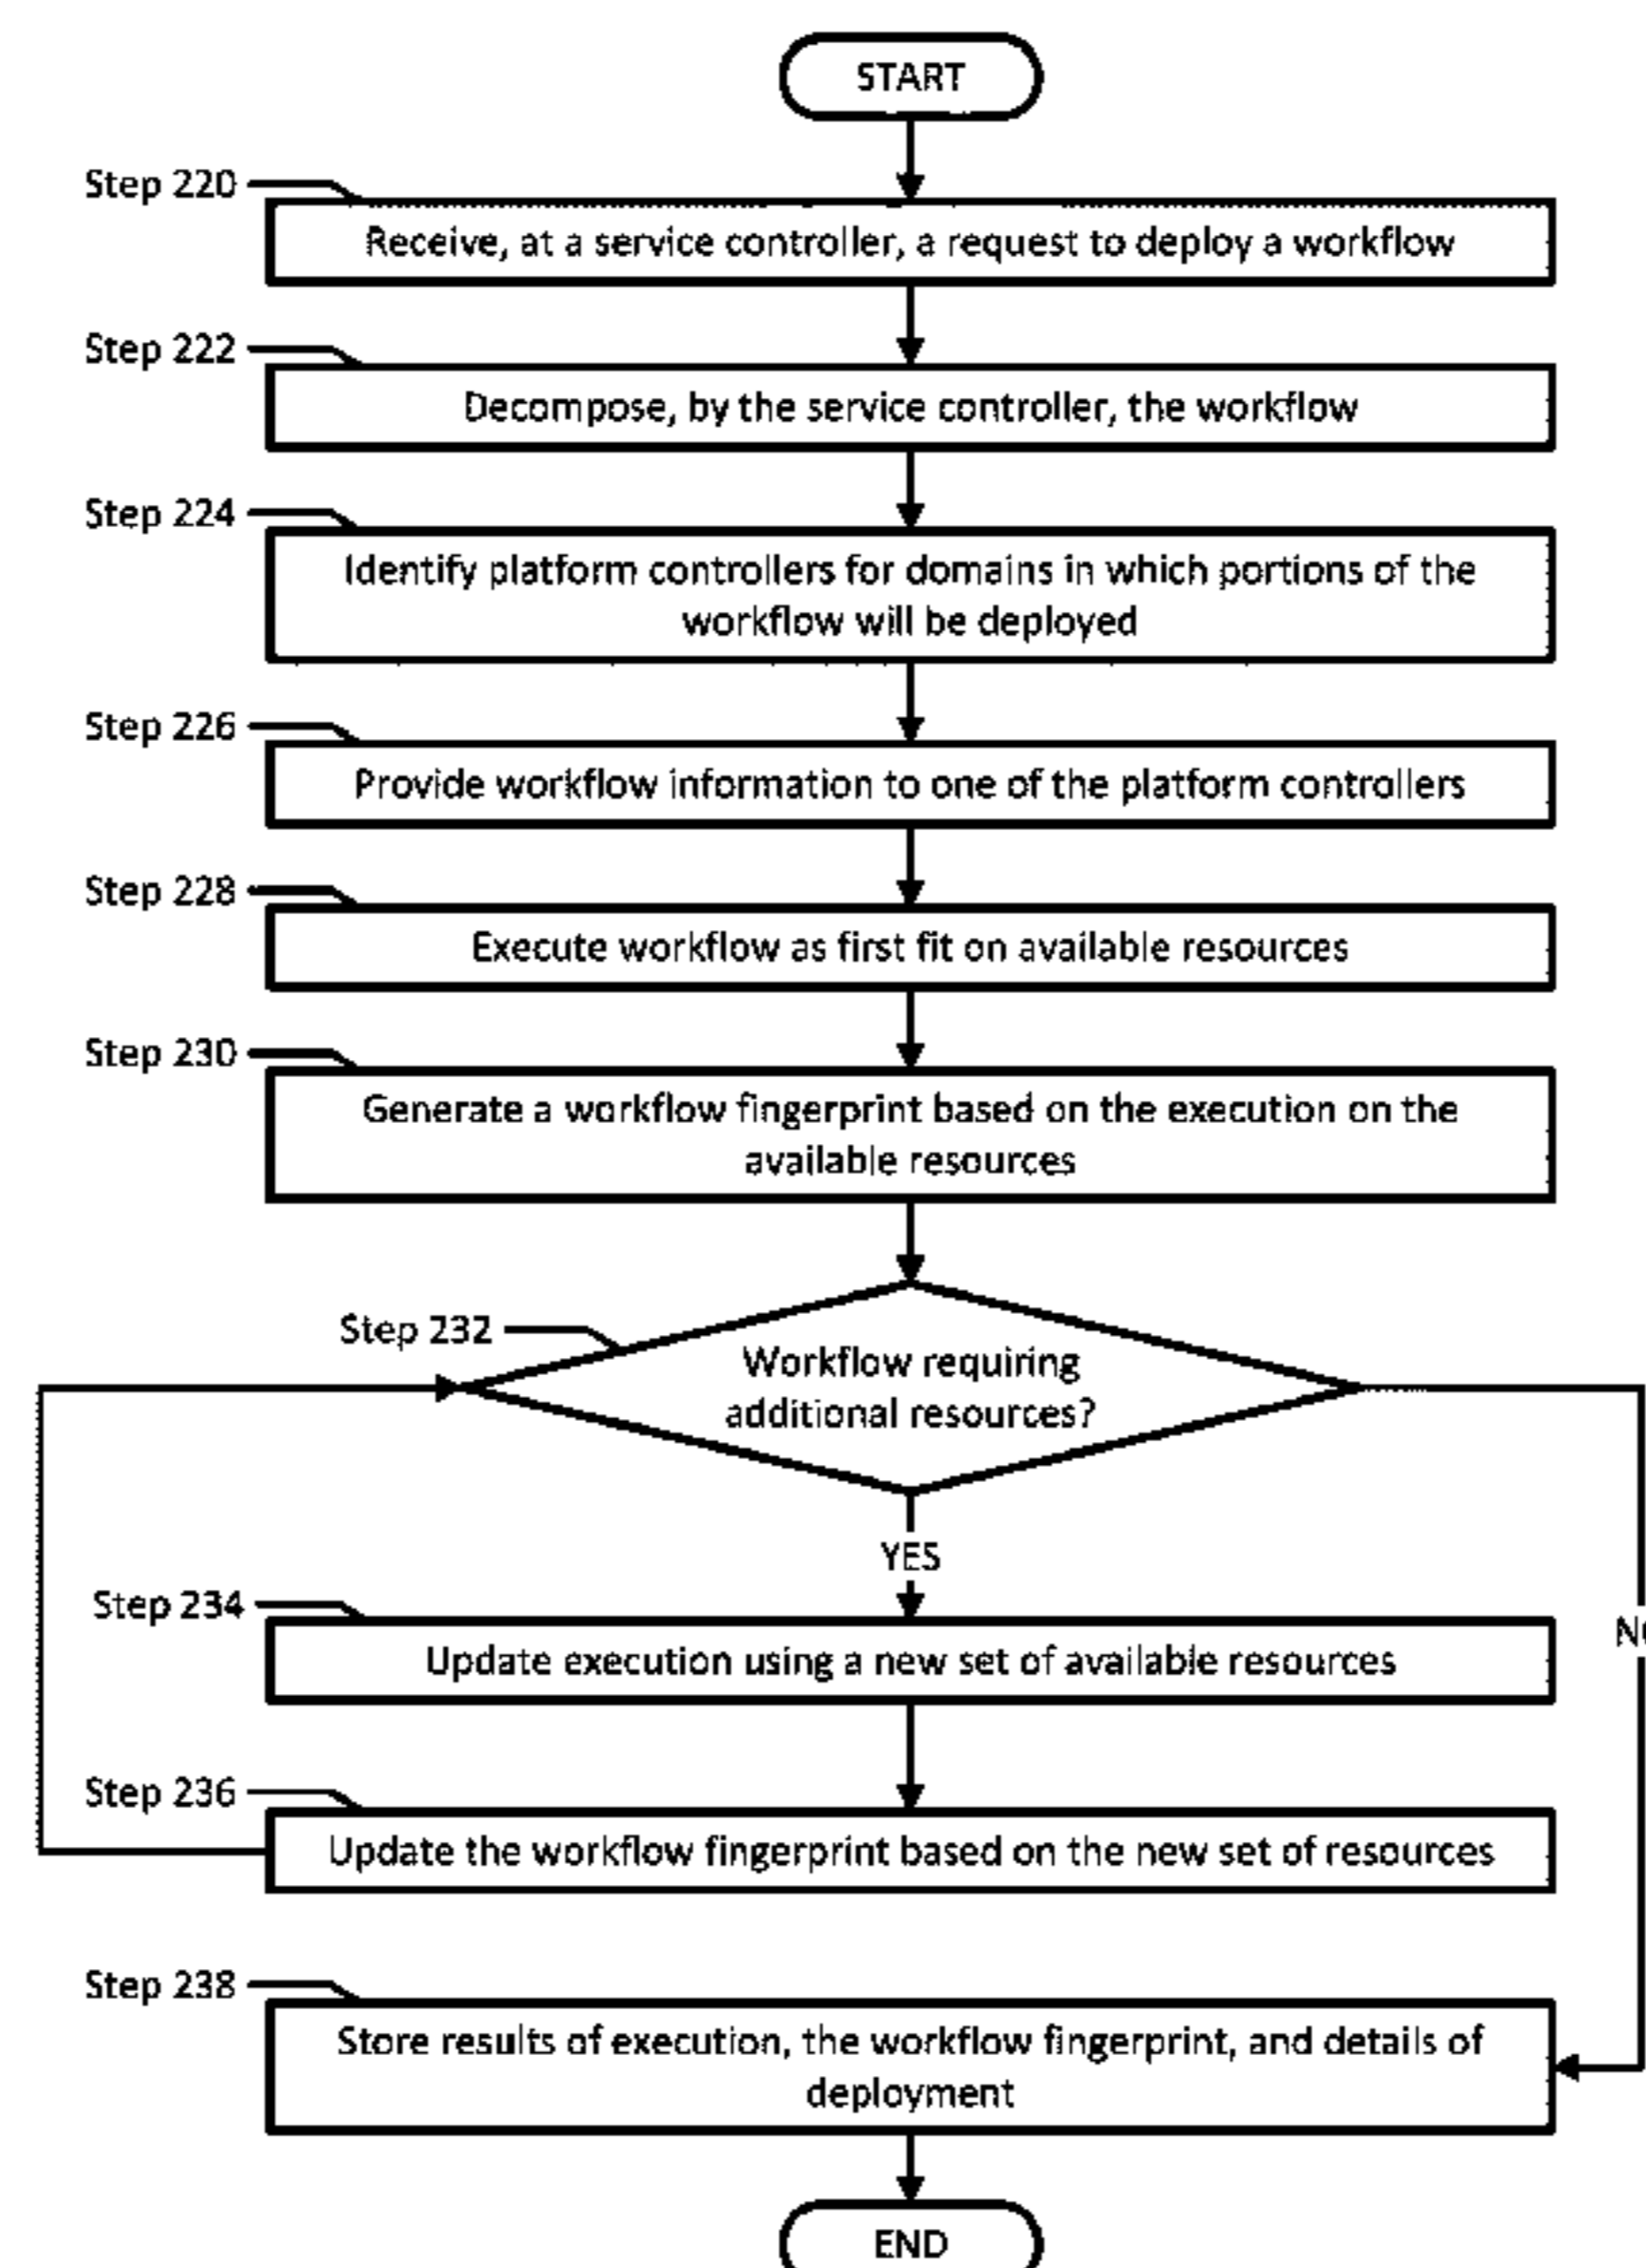 START
Step 220
Receive, at a service controller, a request to deploy a workflow
Step 222
Decompose, by the service controller, the workflow
Step 224
Identify platform controllers for domains in which portions of the
workflow will be deployed
Step 226
Provide workflow information to one of the platform controllers
Step 228
Execute workflow as first fit on available resources
Step 230
Generate a workflow fingerprint based on the execution on the
available resources
Step 232
Workflow requiring
additional resources?
YES
Step 234
Update execution using a new set of available resources
Step 236
Update the workflow fingerprint based on the new set of resources
Step 238
Store results of execution, the workflow fingerprint, and details of
deployment
END